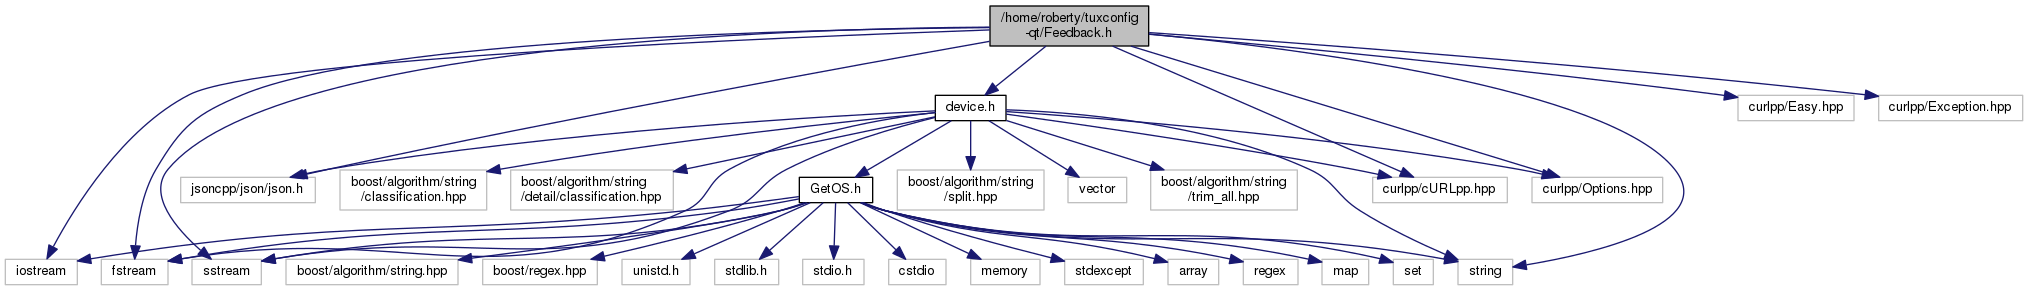 /home/roberty/tuxconfig
-qt/Feedback.h
device.h
curlpp/Easy.hpp
curlpp/Exception.hpp
jsoncpp/json/json.h
boost/algorithm/string
/classification.hpp
boost/algorithm/string
/detail/classification.hpp
GetOS.h
boost/algorithm/string
/split.hpp
vector
boost/algorithm/string
/trim_all.hpp
curlpp/cURLpp.hpp
curlpp/Options.hpp
iostream
fstream
sstream
boost/algorithm/string.hpp
boost/regex.hpp
unistd.h
stdlib.h
stdio.h
cstdio
memory
stdexcept
array
regex
map
set
string